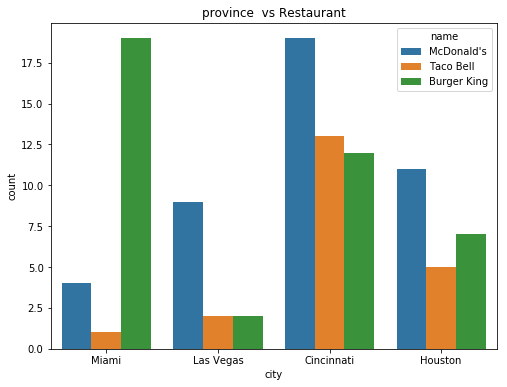 province  vs Restaurant
name
McDonald's
Taco Bell
Burger King
17.5
15.0
12.5
10.0
7.5
5.0
2.5
0.0
count
Miami
Las Vegas
Cincinnati
Houston
city